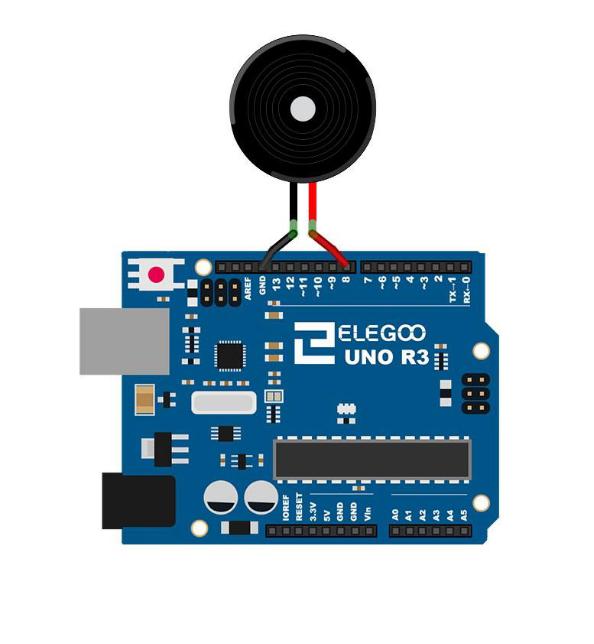 AREF
GND
13
12
~11
~10
~9
8
7
~6
~5
4
~3
2
TX→1
RX←0
ELEGOO
UNO R3
IOREF
RESET
3.3V
5V
GND
GND
Vin
A0
A1
A2
A3
A4
A5